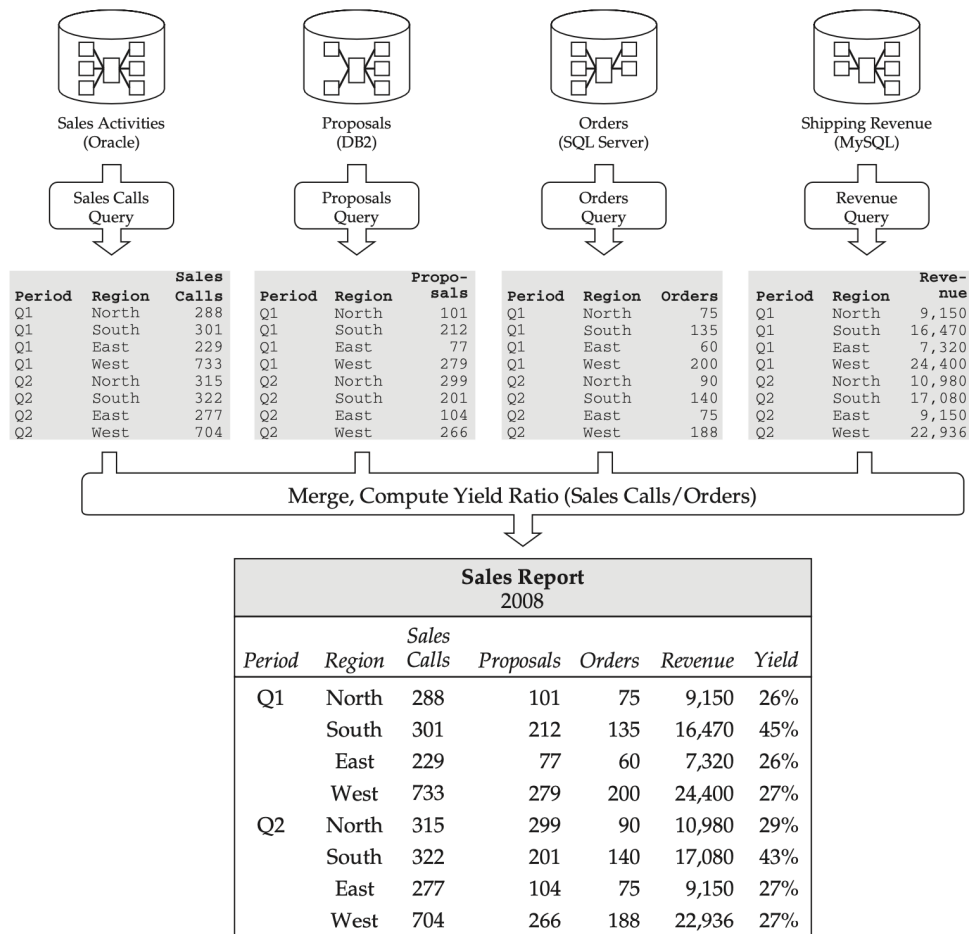 Sales Activities
(Oracle)
Proposals
(DB2)
Orders
(SQL Server)
Shipping Revenue
(MySQL)
Sales Calls
Query
Proposals
Query
Orders
Query
Revenue
Query
Sales
Period Region Calls
Q1 North 288
Q1 South 301
Q1 East 229
Q1 West 733
Q2 North 315
Q2 South 322
Q2 East 277
Q2 West 704
Propo-
Period Region sals
Q1 North 101
Q1 South 212
Q1 East 77
Q1 West 279
Q2 North 299
Q2 South 201
Q2 East 104
Q2 West 266
Period Region Orders
Q1 North 75
Q1 South 135
Q1 East 60
Q1 West 200
Q2 North 90
Q2 South 140
Q2 East 75
Q2 West 188
Reve-
Period Region nue
Q1 North 9,150
Q1 South 16,470
Q1 East 7,320
Q1 West 24,400
Q2 North 10,980
Q2 South 17,080
Q2 East 9,150
Q2 West 22,936
Merge, Compute Yield Ratio (Sales Calls/Orders)
Sales Report
2008
Sales
Period Region Calls Proposals Orders Revenue Yield
Q1 North 288 101 75 9,150 26%
South 301 212 135 16,470 45%
East 229 77 60 7,320 26%
West 733 279 200 24,400 27%
Q2 North 315 299 90 10,980 29%
South 322 201 140 17,080 43%
East 277 104 75 9,150 27%
West 704 266 188 22,936 27%